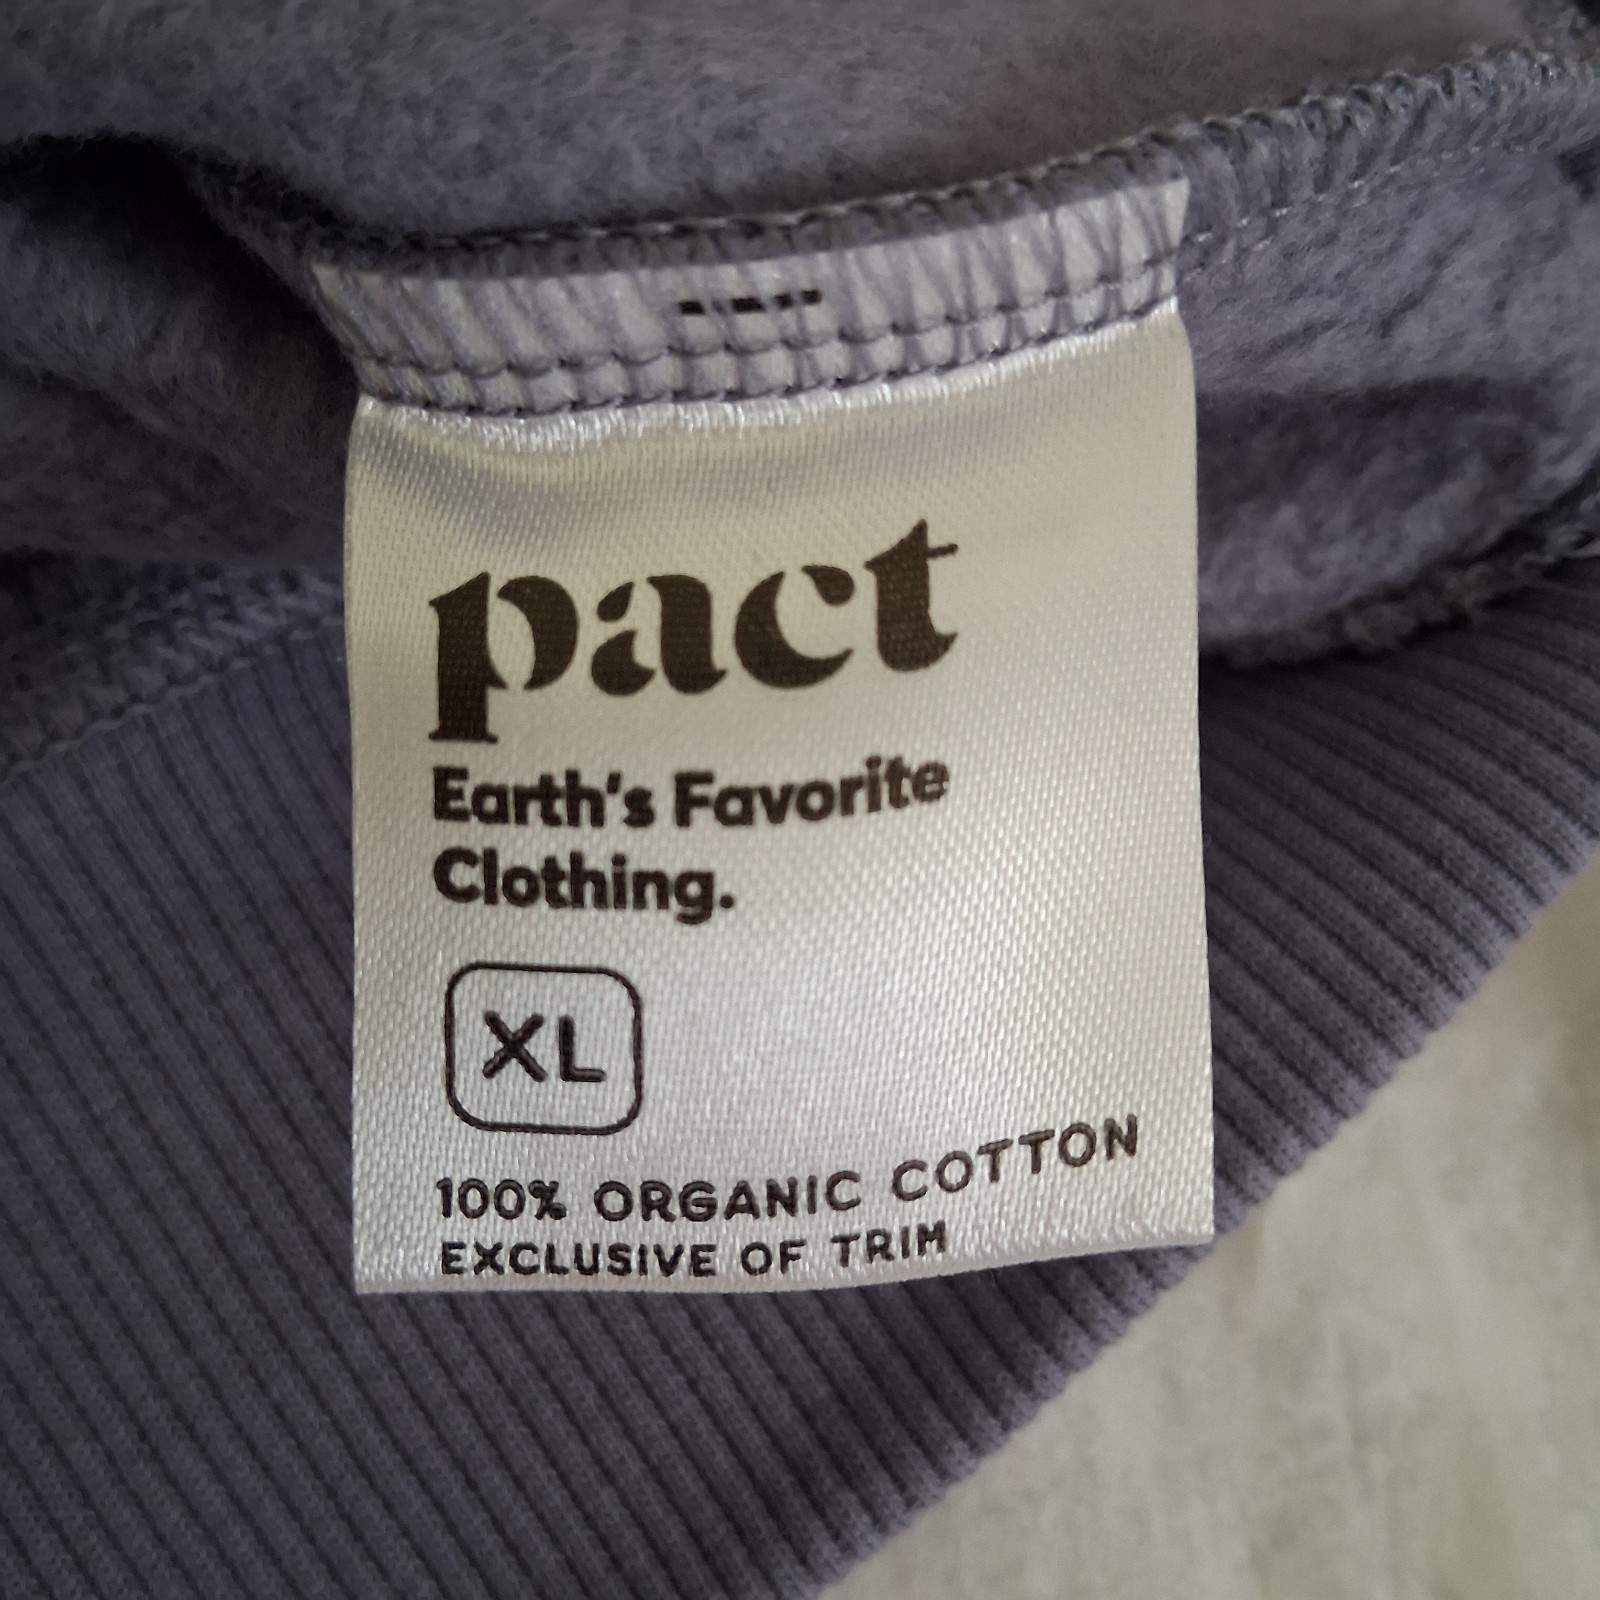 pact
Earth's Favorite
Clothing.
XL
100% ORGANIC COTTON
EXCLUSIVE OF TRIM